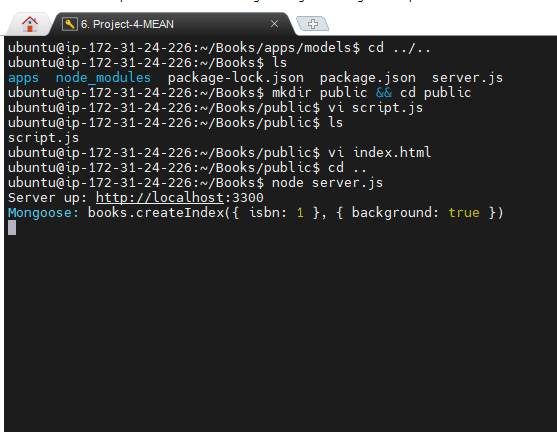 6. Project-4-MEAN
ubuntu@ip-172-31-24-226:~/Books/apps/models$ cd ../..
ubuntu@ip-172-31-24-226:~/Books$ ls
apps node_modules package-lock.json package.json server.js
ubuntu@ip-172-31-24-226:~/Books$ mkdir public && cd public
ubuntu@ip-172-31-24-226:~/Books/public$ vi script.js
ubuntu@ip-172-31-24-226:~/Books/public$ ls
script.js
ubuntu@ip-172-31-24-226:~/Books/public$ vi index.html
ubuntu@ip-172-31-24-226:~/Books/public$ cd ..
ubuntu@ip-172-31-24-226:~/Books$ node server.js
Server up: http://localhost:3300
Mongoose: books.createIndex({ isbn: 1 }, { background: true })